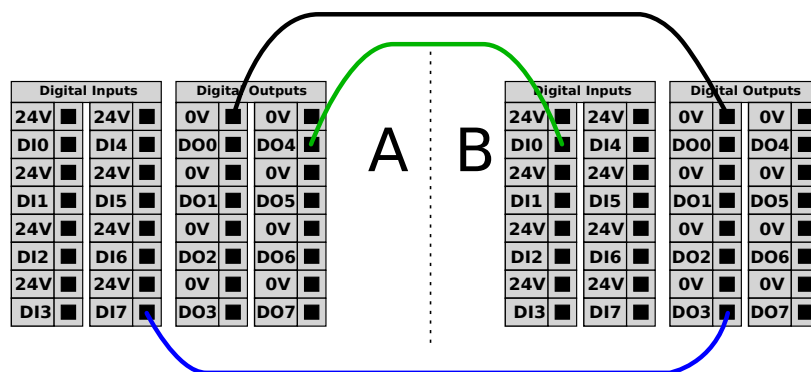 Digital Inputs Digital Outputs A B Digital Inputs Digital Outputs
24V 24V 0V 0V 24V 24V 0V 0V
DI0 DI4 DO0 DO4 DI0 DI4 DO0 DO4
24V 24V 0V 0V 24V 24V 0V 0V
DI1 DI5 DO1 DO5 DI1 DI5 DO1 DO5
24V 24V 0V 0V 24V 24V 0V 0V
DI2 DI6 DO2 DO6 DI2 DI6 DO2 DO6
24V 24V 0V 0V 24V 24V 0V 0V
DI3 DI7 DO3 DO7 DI3 DI7 DO3 DO7